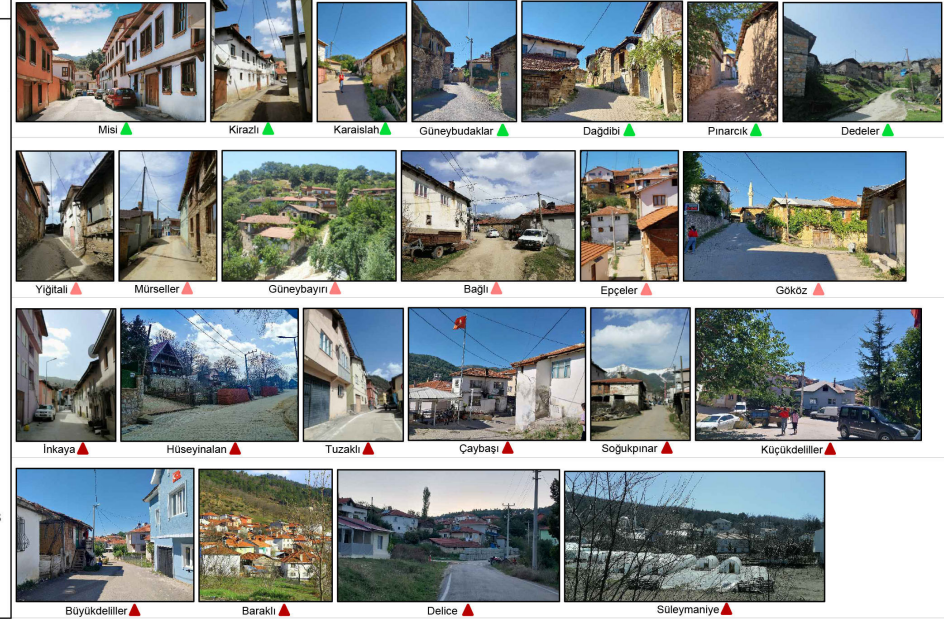 Misi Kirazlı Karaislah Güneybudaklar Dağdibi Pınarcık Dedeler
Yiğitali Mürseller Güneybayırı Bağlı Epçeler Gököz
İnkaya Hüseyinalan Tuzaklı Çaybaşı Soğukpınar Küçükdeliller
Büyükdeliller Baraklı Delice Süleymaniye